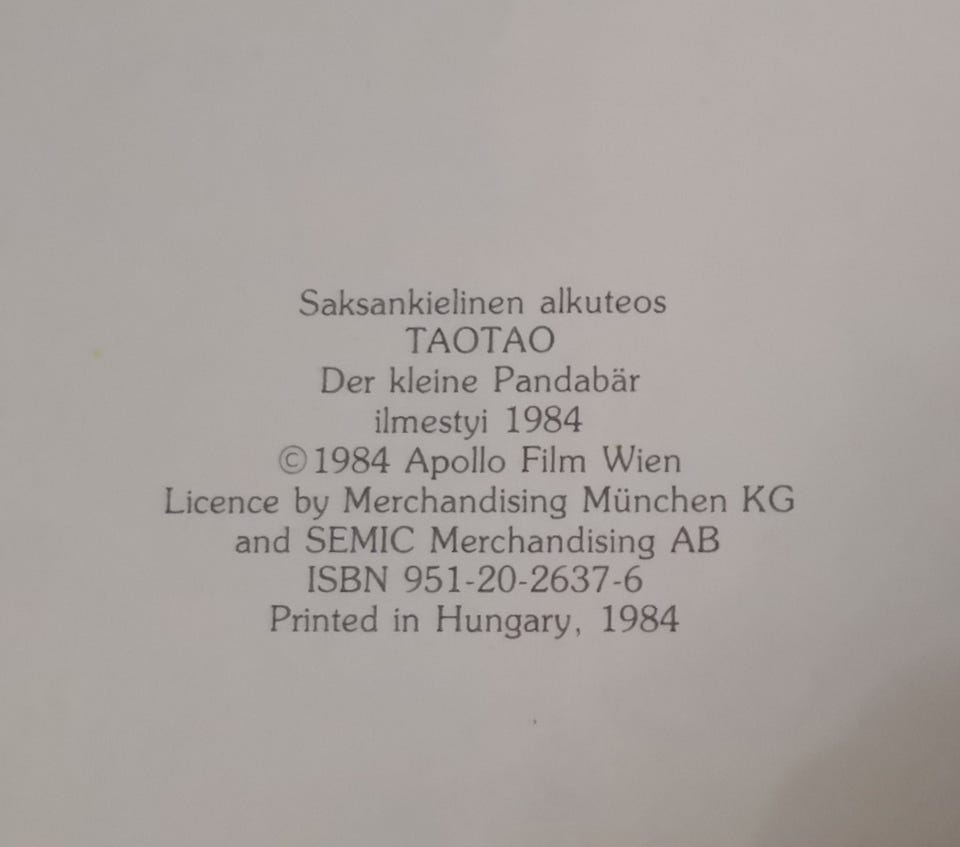 Saksankielinen alkuteos
TAOTAO
Der kleine Pandabär
ilmestyi 1984
©1984 Apollo Film Wien
Licence by Merchandising München KG
and SEMIC Merchandising AB
ISBN 951-20-2637-6
Printed in Hungary, 1984